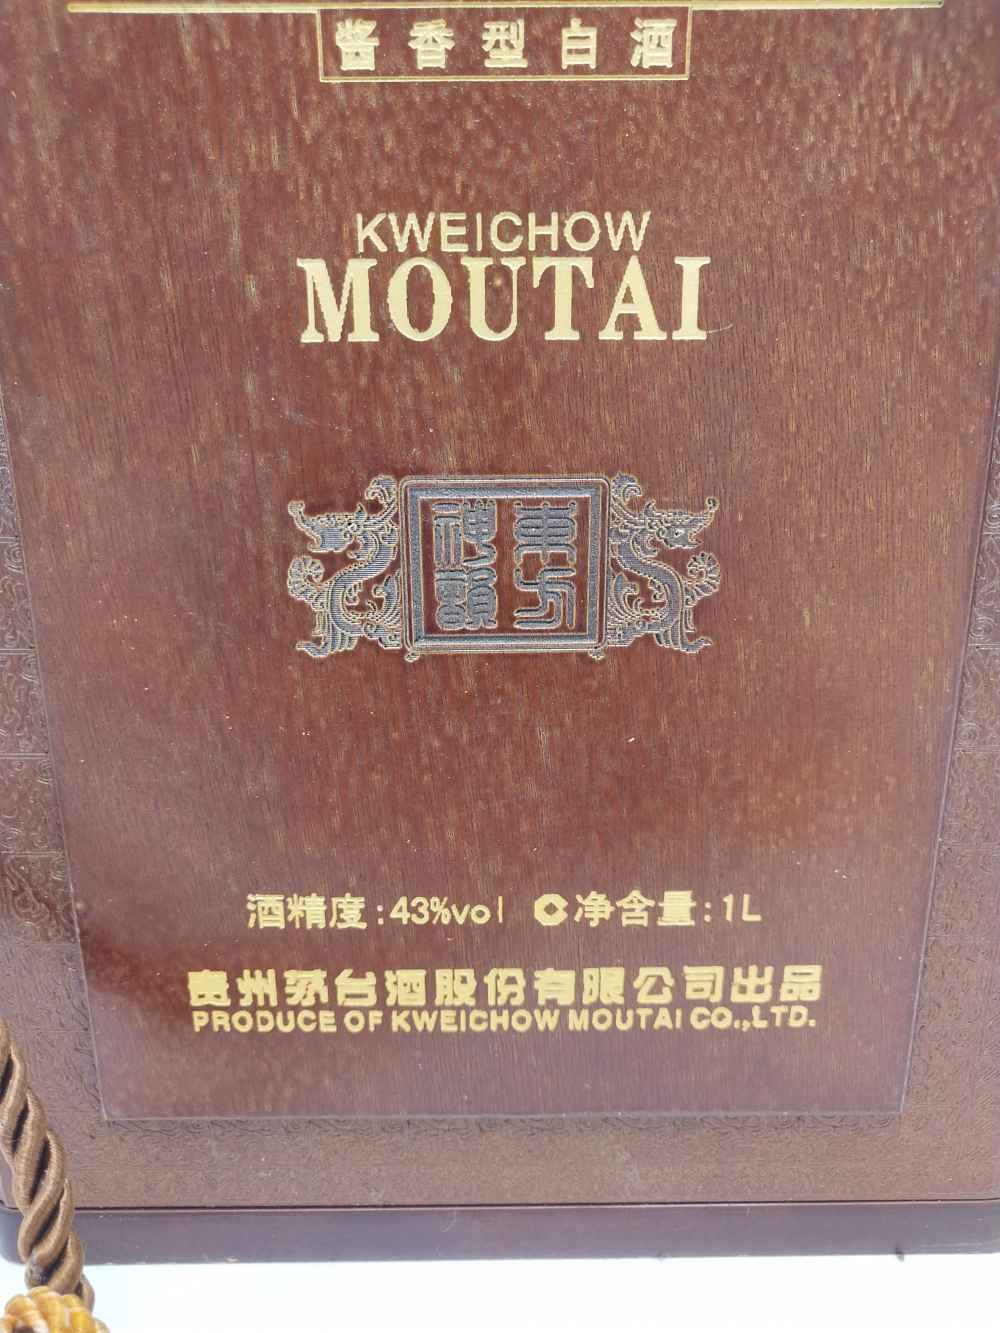 酱香型白酒
KWEICHOW
MOUTAI
東方
神韻
酒精度:43%vol 净含量:1L
贵州茅台酒股份有限公司出品
PRODUCE OF KWEICHOW MOUTAI CO.,LTD.